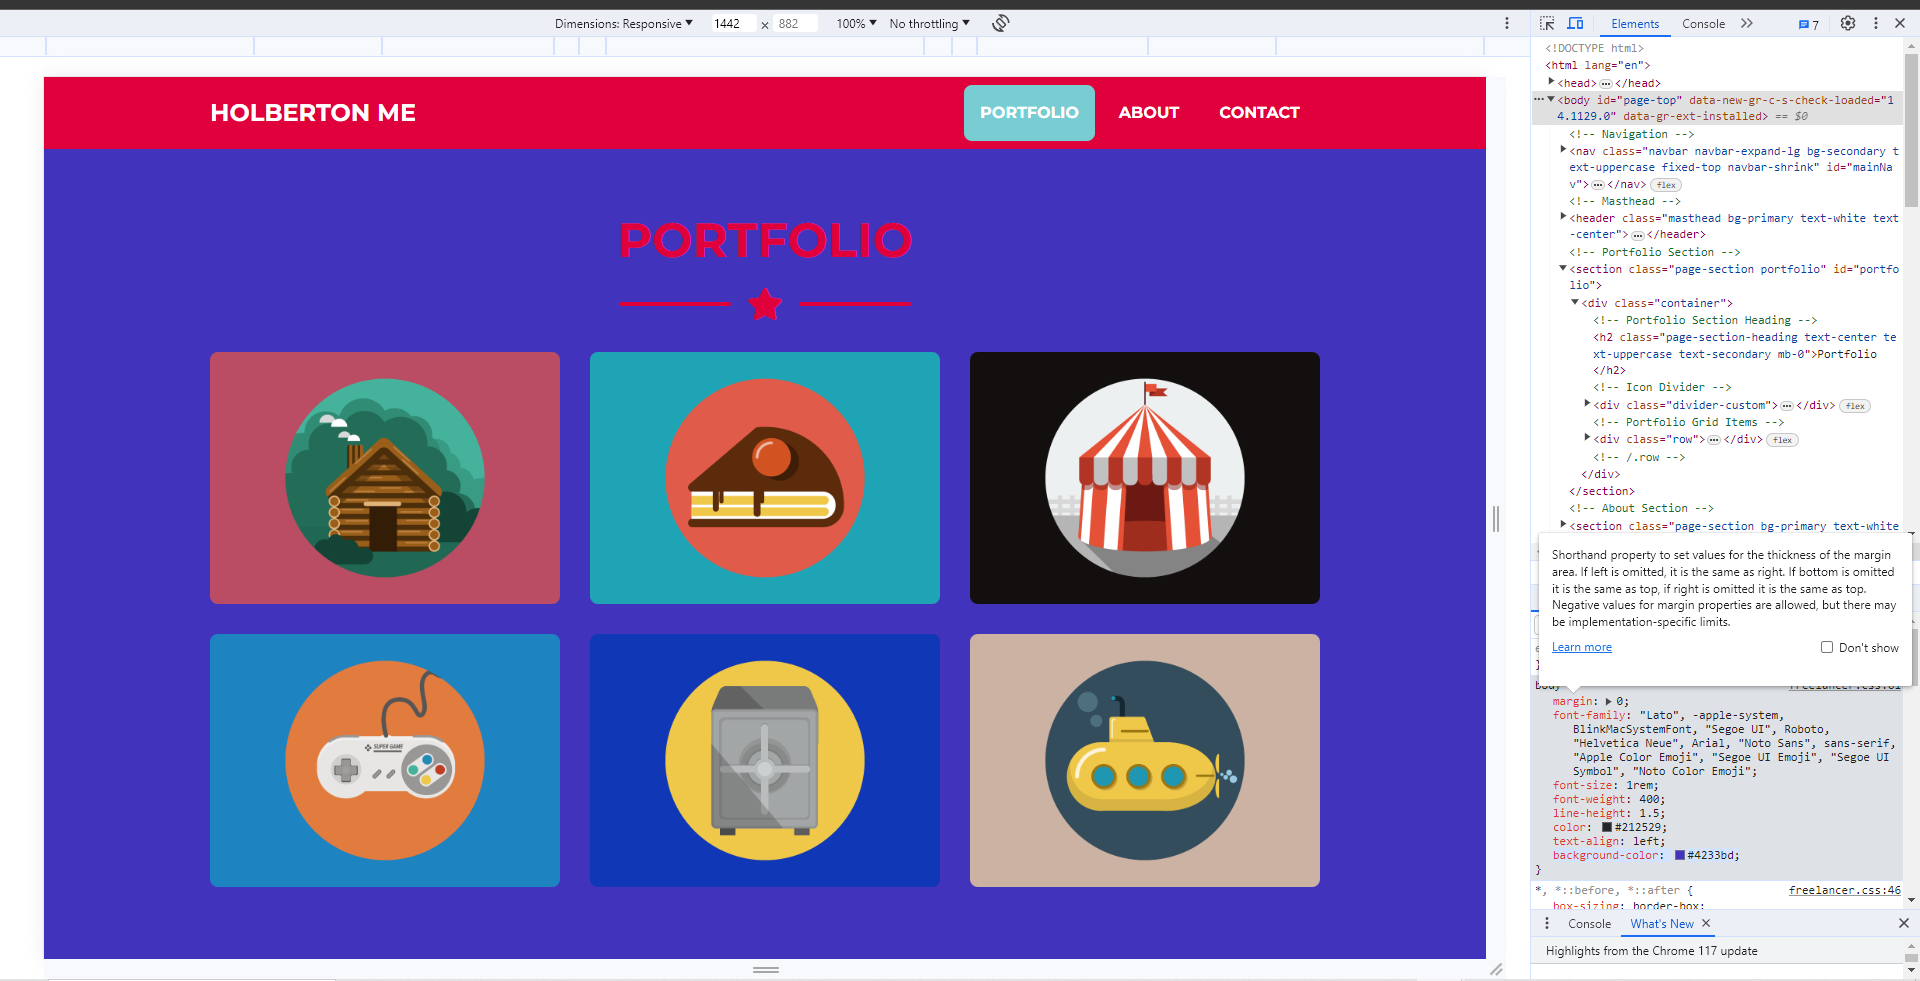 Dimensions: Responsive 1442 × 882 100% No throttling
Elements Console 7
HOLBERTON ME
PORTFOLIO ABOUT CONTACT
PORTFOLIO
SUPER GAME
<!DOCTYPE html>
<html lang="en">
<head> ⋯ </head>
⋯ <body id="page-top" data-new-gr-c-s-check-loaded="1
4.1129.0" data-gr-ext-installed> == $0
<!-- Navigation -->
<nav class="navbar navbar-expand-lg bg-secondary t
ext-uppercase fixed-top navbar-shrink" id="mainNa
v"> ⋯ </nav> flex
<!-- Masthead -->
<header class="masthead bg-primary text-white text
-center"> ⋯ </header>
<!-- Portfolio Section -->
<section class="page-section portfolio" id="portfo
lio">
<div class="container">
<!-- Portfolio Section Heading -->
<h2 class="page-section-heading text-center te
xt-uppercase text-secondary mb-0">Portfolio
</h2>
<!-- Icon Divider -->
<div class="divider-custom"> ⋯ </div> flex
<!-- Portfolio Grid Items -->
<div class="row"> ⋯ </div> flex
<!-- /.row -->
</div>
</section>
<!-- About Section -->
<section class="page-section bg-primary text-white
Shorthand property to set values for the thickness of the margin
area. If left is omitted, it is the same as right. If bottom is omitted
it is the same as top, if right is omitted it is the same as top.
Negative values for margin properties are allowed, but there may
be implementation-specific limits.
Learn more Don't show
body
margin: 0;
font-family: "Lato", -apple-system,
BlinkMacSystemFont, "Segoe UI", Roboto,
"Helvetica Neue", Arial, "Noto Sans", sans-serif,
"Apple Color Emoji", "Segoe UI Emoji", "Segoe UI
Symbol", "Noto Color Emoji";
font-size: 1rem;
font-weight: 400;
line-height: 1.5;
color: #212529;
text-align: left;
background-color: #4233bd;
}
*, *::before, *::after { freelancer.css:46
box-sizing: border-box;
Console What's New
Highlights from the Chrome 117 update